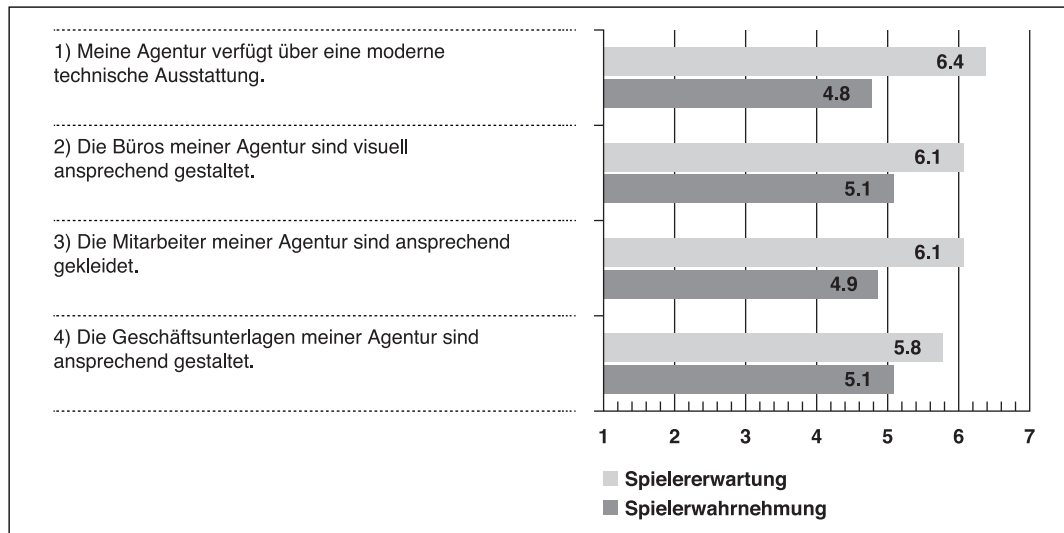 1) Meine Agentur verfügt über eine moderne
technische Ausstattung.
6.4
4.8
2) Die Büros meiner Agentur sind visuell
ansprechend gestaltet.
6.1
5.1
3) Die Mitarbeiter meiner Agentur sind ansprechend
gekleidet.
6.1
4.9
4) Die Geschäftsunterlagen meiner Agentur sind
ansprechend gestaltet.
5.8
5.1
1 2 3 4 5 6 7
Spielererwartung
Spielerwahrnehmung